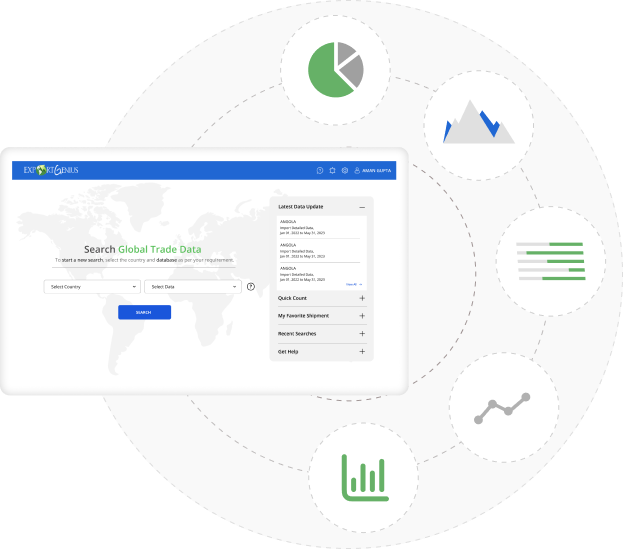 EXPORTGENIUS
AMAN GUPTA
Search Global Trade Data
To start a new search, select the country and database as per your requirement.
Select Country
Select Data
?
SEARCH
Latest Data Update
ANGOLA
Import Detailed Data,
Jan 01, 2022 to May 31, 2023
ANGOLA
Import Detailed Data,
Jan 01, 2022 to May 31, 2023
ANGOLA
Import Detailed Data,
Jan 01, 2022 to May 31, 2023
View All
Quick Count
My Favorite Shipment
Recent Searches
Get Help